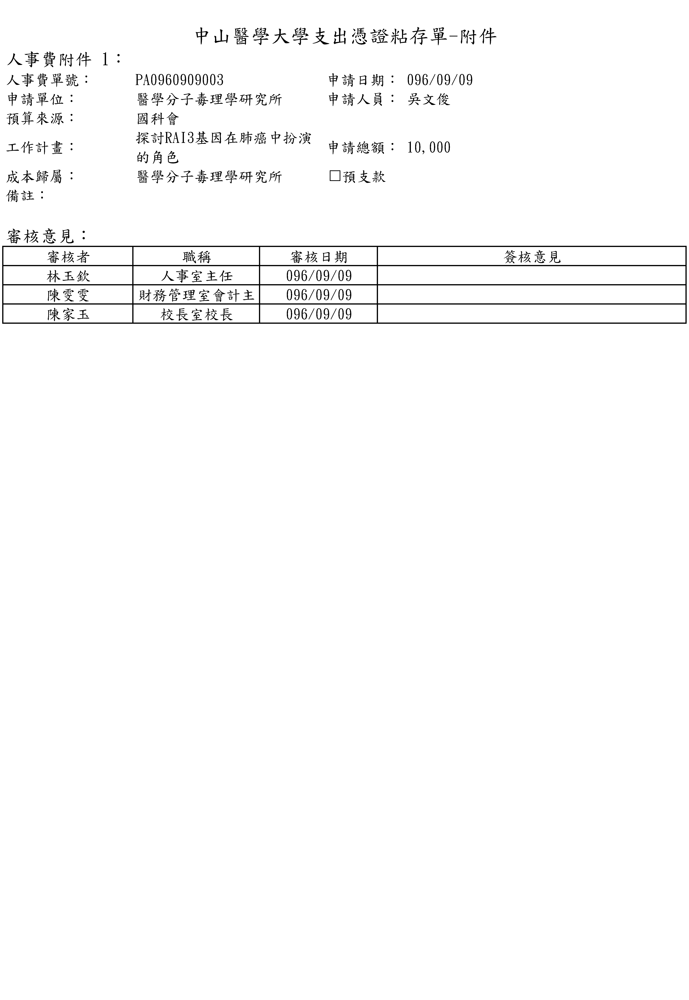 中山醫學大學支出憑證粘存單-附件
人事費附件 1：
人事費單號： PA0960909003 申請日期： 096/09/09
申請單位： 醫學分子毒理學研究所 申請人員： 吳文俊
預算來源： 國科會
工作計畫： 探討RAI3基因在肺癌中扮演 申請總額： 10,000
的角色
成本歸屬： 醫學分子毒理學研究所 □預支款
備註：
審核意見：
審核者 職稱 審核日期 簽核意見
林玉欽 人事室主任 096/09/09
陳雯雯 財務管理室會計主 096/09/09
陳家玉 校長室校長 096/09/09